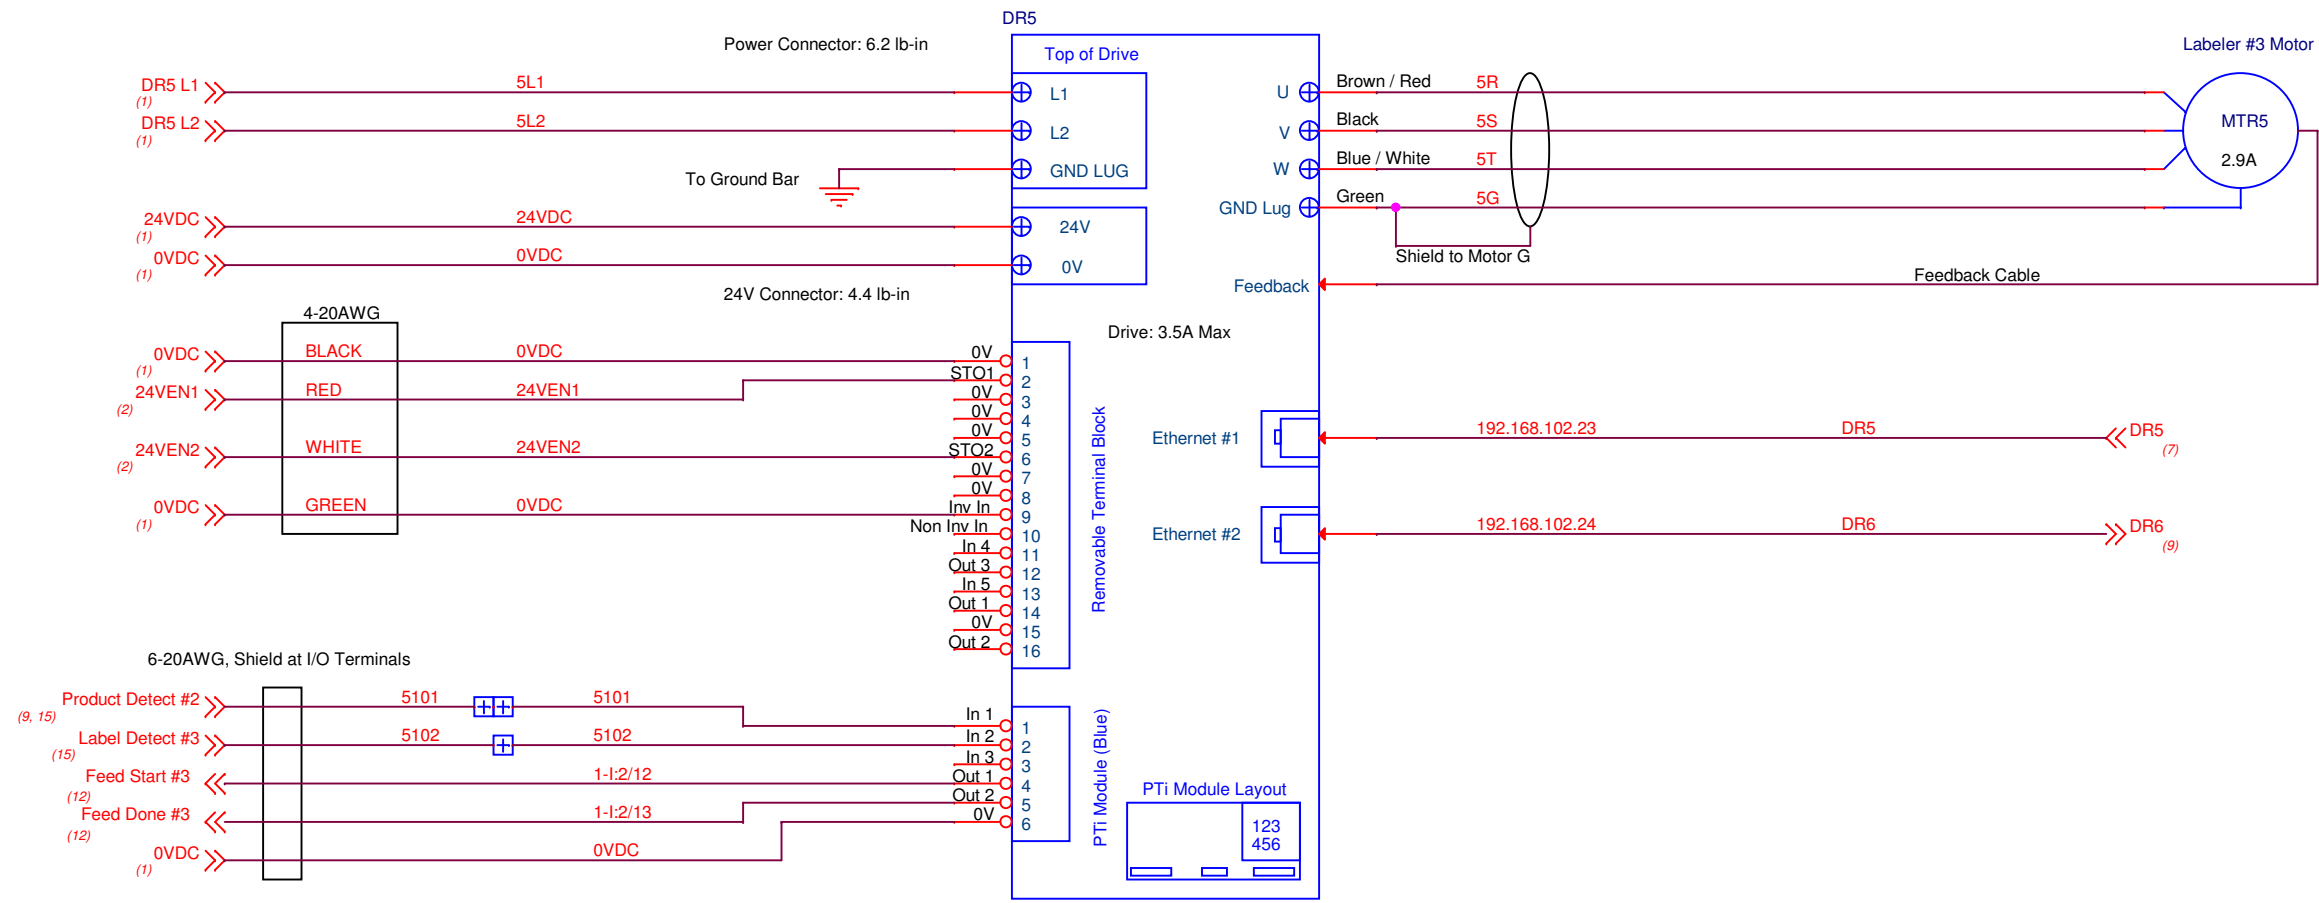 DR5
Power Connector: 6.2 lb-in
Top of Drive
Labeler #3 Motor
DR5 L1
(1)
5L1
L1
U
Brown / Red
5R
DR5 L2
(1)
5L2
L2
V
Black
5S
MTR5
2.9A
To Ground Bar
GND LUG
W
Blue / White
5T
GND Lug
Green
5G
24VDC
(1)
24VDC
24V
0VDC
(1)
0VDC
0V
Shield to Motor G
Feedback
Feedback Cable
24V Connector: 4.4 lb-in
Drive: 3.5A Max
4-20AWG
0VDC
(1)
BLACK
0VDC
24VEN1
(2)
RED
24VEN1
24VEN2
(2)
WHITE
24VEN2
0VDC
(1)
GREEN
0VDC
0V 1
STO1 2
0V 3
0V 4
0V 5
STO2 6
0V 7
0V 8
Inv In 9
Non Inv In 10
In 4 11
Out 3 12
In 5 13
Out 1 14
0V 15
Out 2 16
Removable Terminal Block
Ethernet #1
192.168.102.23
DR5
DR5
(7)
Ethernet #2
192.168.102.24
DR6
DR6
(9)
6-20AWG, Shield at I/O Terminals
Product Detect #2
(9, 15)
5101
5101
Label Detect #3
(15)
5102
5102
Feed Start #3
(12)
1-I:2/12
Feed Done #3
(12)
1-I:2/13
0VDC
(1)
0VDC
In 1 1
In 2 2
In 3 3
Out 1 4
Out 2 5
0V 6
PTi Module (Blue)
PTi Module Layout
123
456